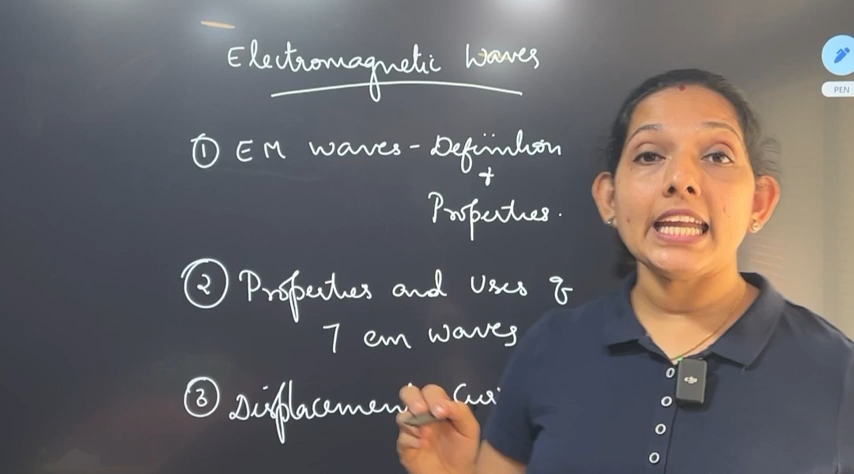 Electromagnetic Waves
① EM waves - Definition
+
Properties.
② Properties and uses of
7 em waves
③ Displacement
PEN